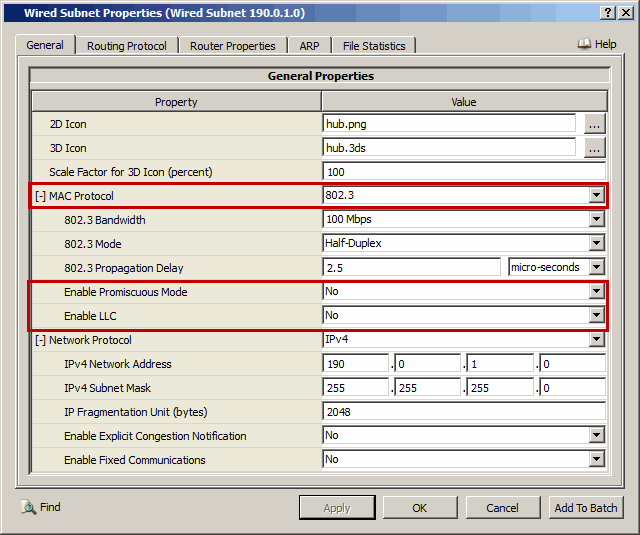 Wired Subnet Properties (Wired Subnet 190.0.1.0)
General Routing Protocol Router Properties ARP File Statistics Help
General Properties
Property Value
2D Icon hub.png ...
3D Icon hub.3ds ...
Scale Factor for 3D Icon (percent) 100
[-] MAC Protocol 802.3
802.3 Bandwidth 100 Mbps
802.3 Mode Half-Duplex
802.3 Propagation Delay 2.5 micro-seconds
Enable Promiscuous Mode No
Enable LLC No
[-] Network Protocol IPv4
IPv4 Network Address 190 . 0 . 1 . 0
IPv4 Subnet Mask 255 . 255 . 255 . 0
IP Fragmentation Unit (bytes) 2048
Enable Explicit Congestion Notification No
Enable Fixed Communications No
Find Apply OK Cancel Add To Batch